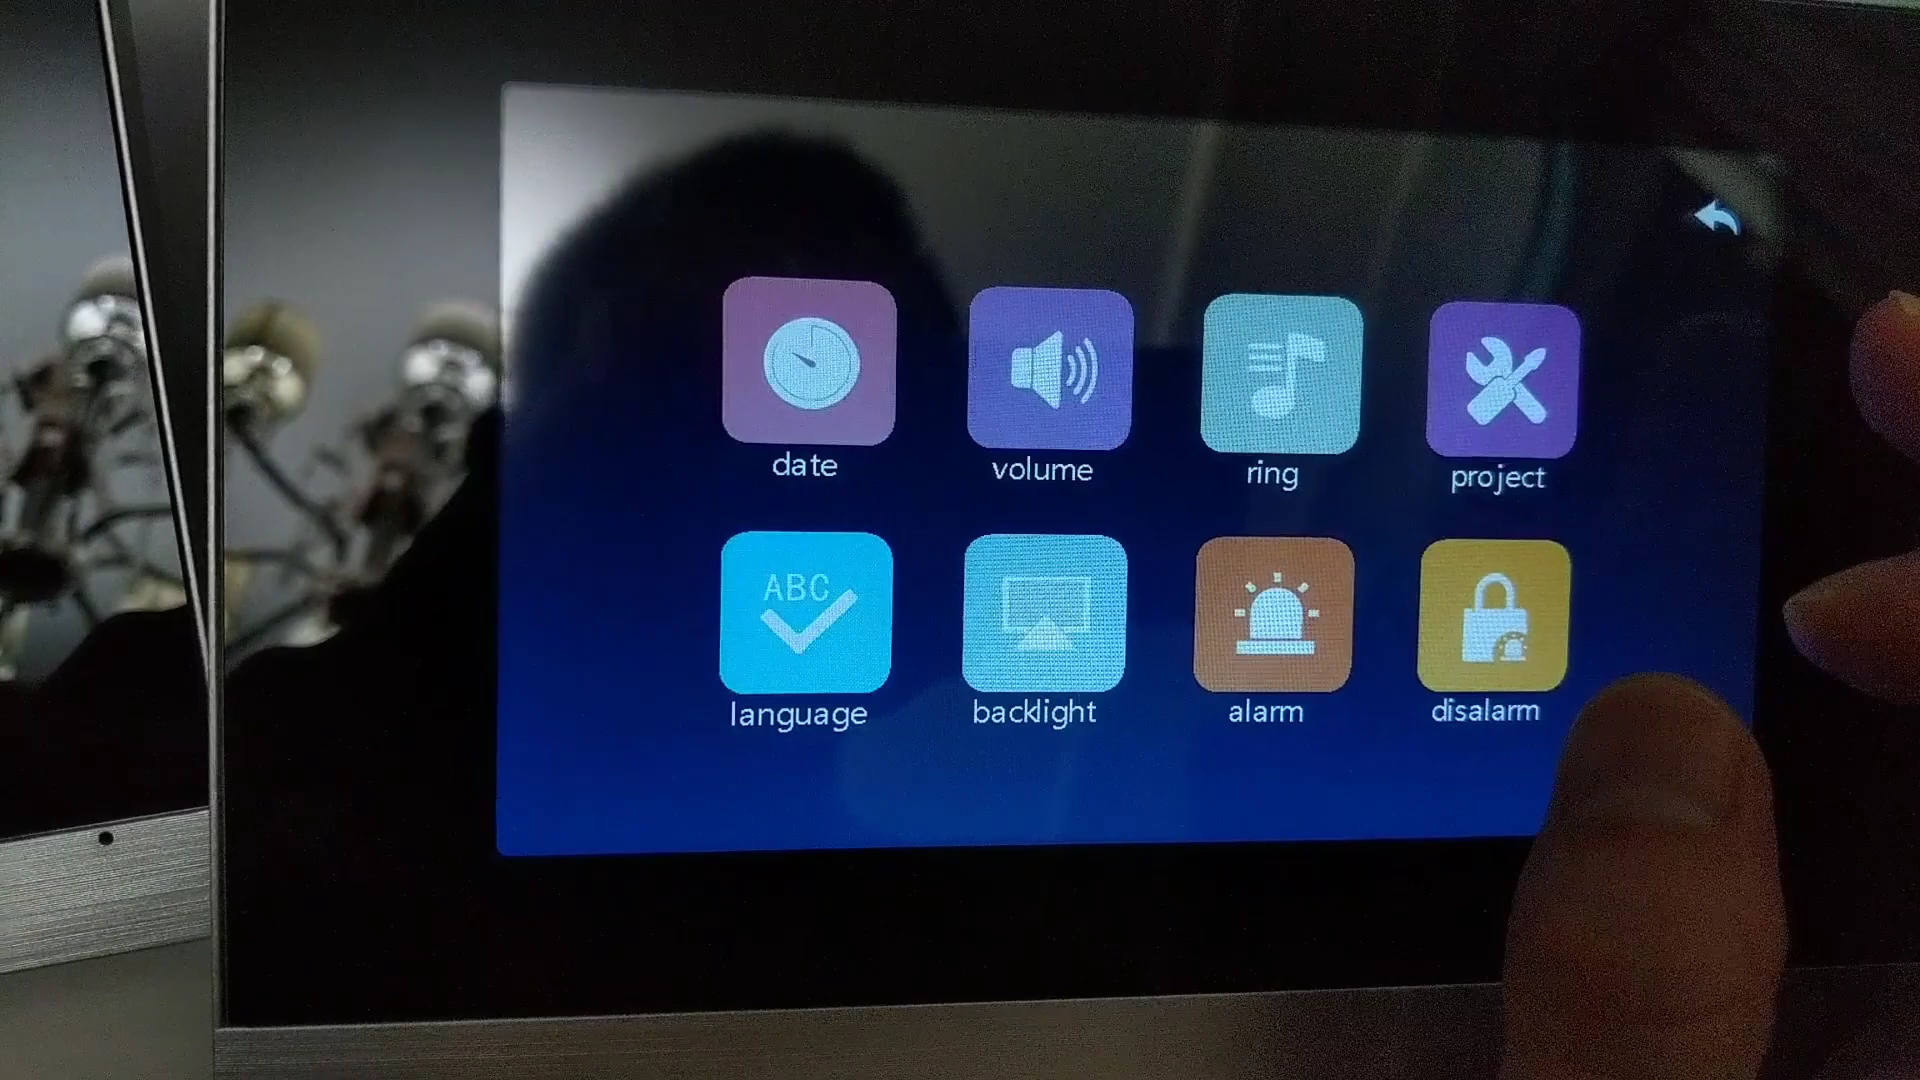 date
volume
ring
project
ABC
language
backlight
alarm
disalarm